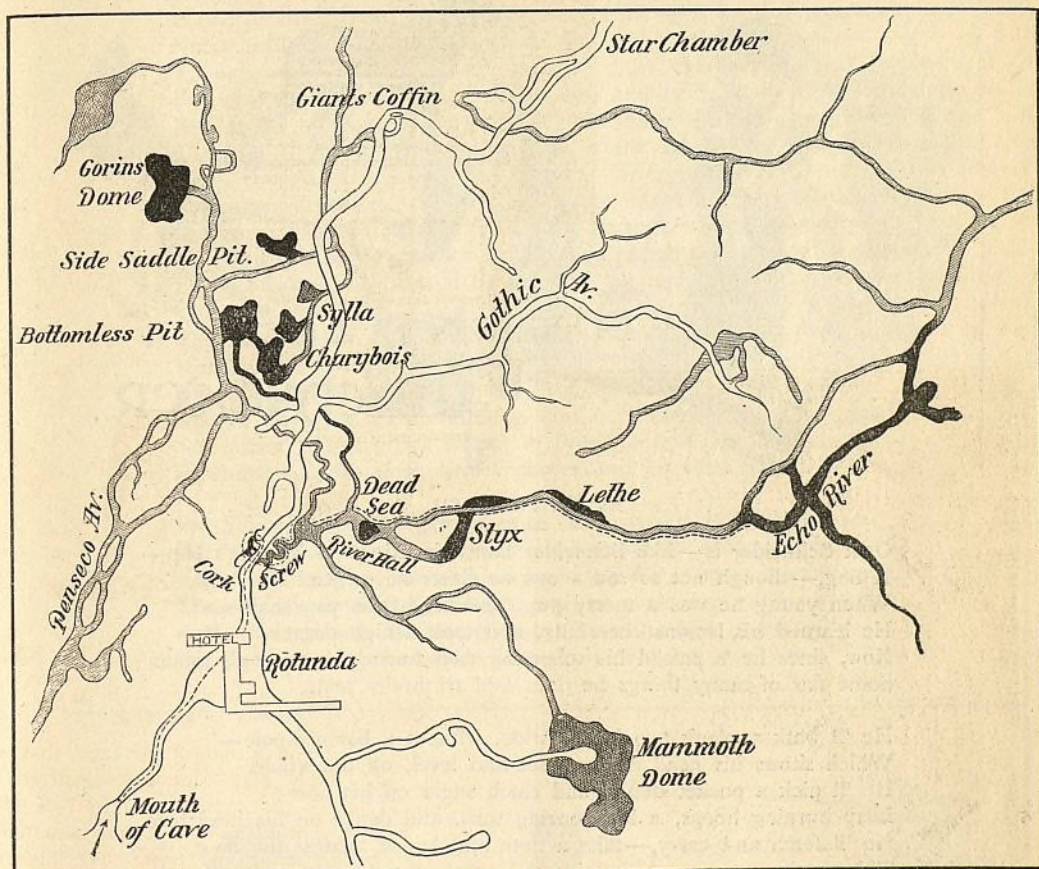 Star Chamber
Giants Coffin
Gorins
Dome
Side Saddle Pit.
Bottomless Pit
Sylla
Charybois
Gothic Av.
Penseco Av.
Dead
Sea
Lethe
Styx
Echo River
River Hall
Cork Screw
HOTEL
Rotunda
Mammoth
Dome
Mouth
of Cave